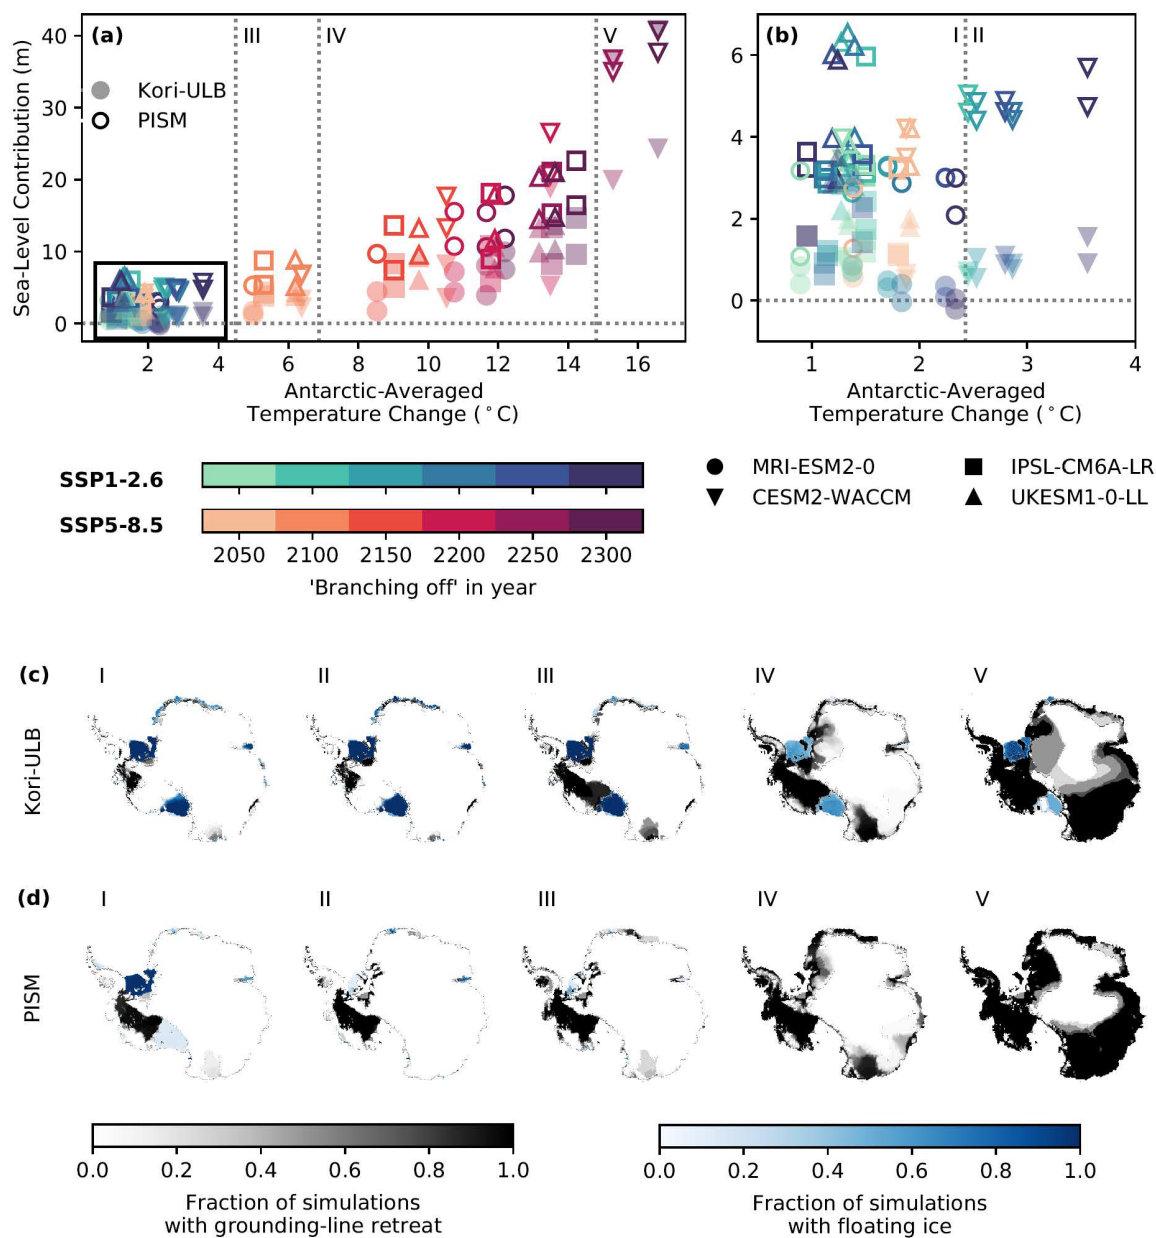 (a)
III
IV
V
Kori-ULB
PISM
Sea-Level Contribution (m)
40
30
20
10
0
2
4
6
8
10
12
14
16
Antarctic-Averaged
Temperature Change (°C)
(b)
I
II
6
4
2
0
1
2
3
4
Antarctic-Averaged
Temperature Change (°C)
SSP1-2.6
SSP5-8.5
2050 2100 2150 2200 2250 2300
'Branching off' in year
MRI-ESM2-0
CESM2-WACCM
IPSL-CM6A-LR
UKESM1-0-LL
(c)
I
II
III
IV
V
Kori-ULB
(d)
I
II
III
IV
V
PISM
0.0 0.2 0.4 0.6 0.8 1.0
Fraction of simulations
with grounding-line retreat
0.0 0.2 0.4 0.6 0.8 1.0
Fraction of simulations
with floating ice